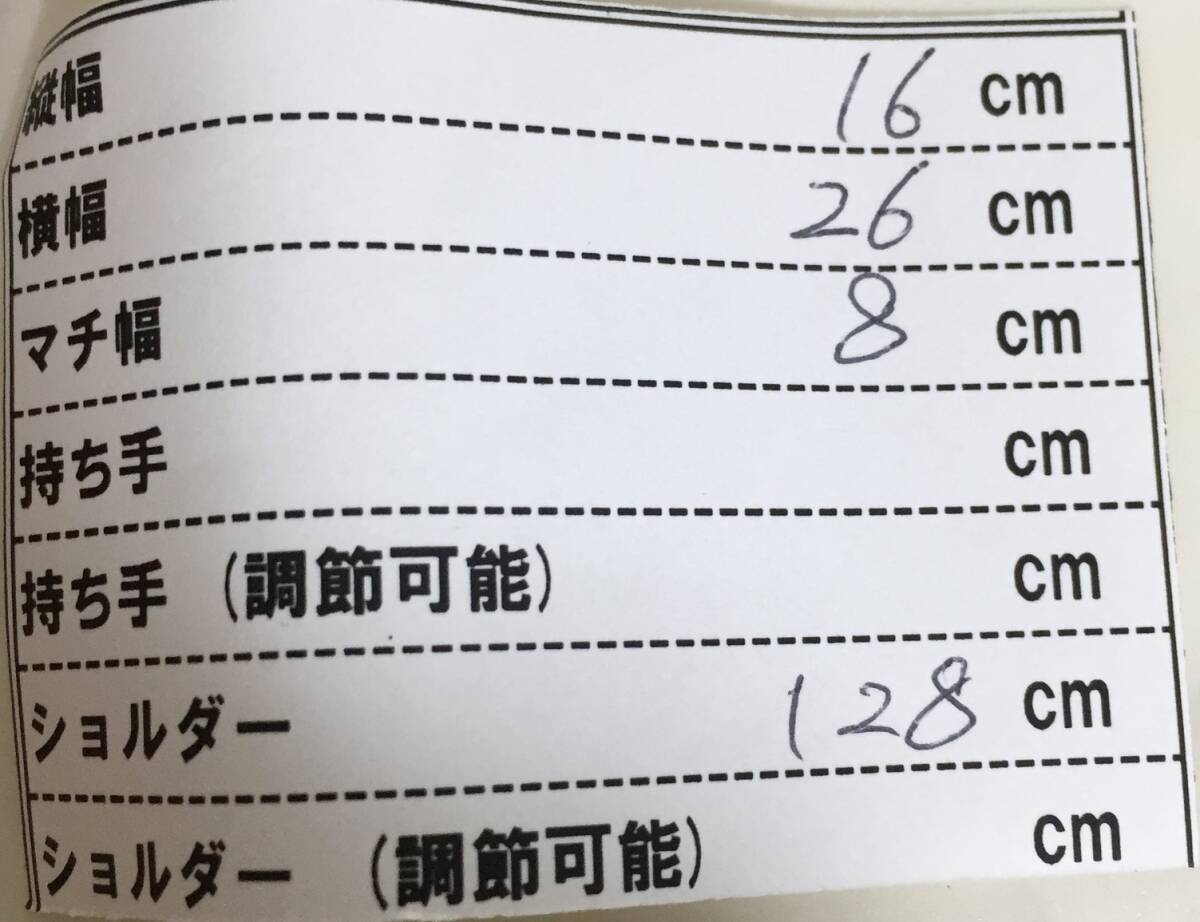 縦幅 16 cm
横幅 26 cm
マチ幅 8 cm
持ち手 cm
持ち手 (調節可能) cm
ショルダー 128 cm
ショルダー (調節可能) cm